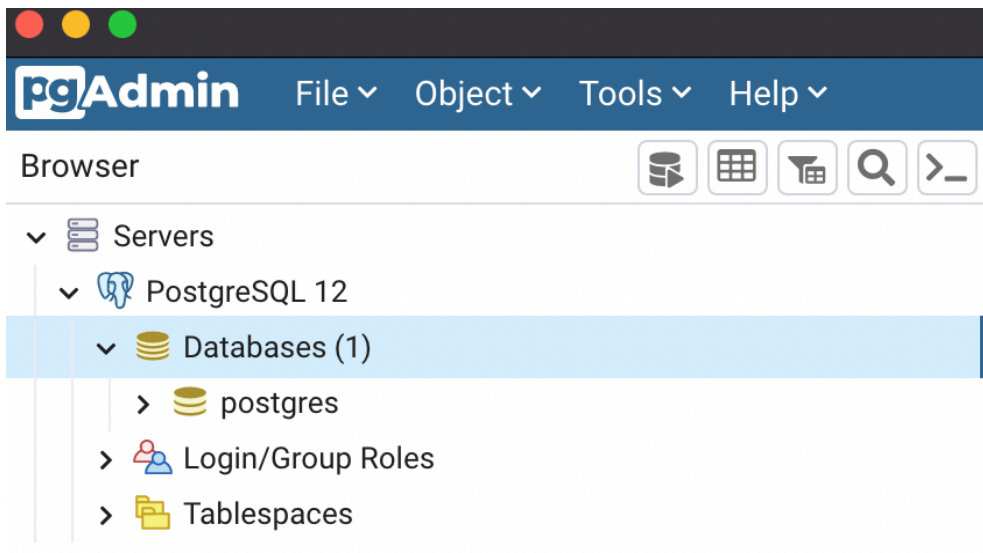 pgAdmin File Object Tools Help
Browser
Servers
PostgreSQL 12
Databases (1)
postgres
Login/Group Roles
Tablespaces